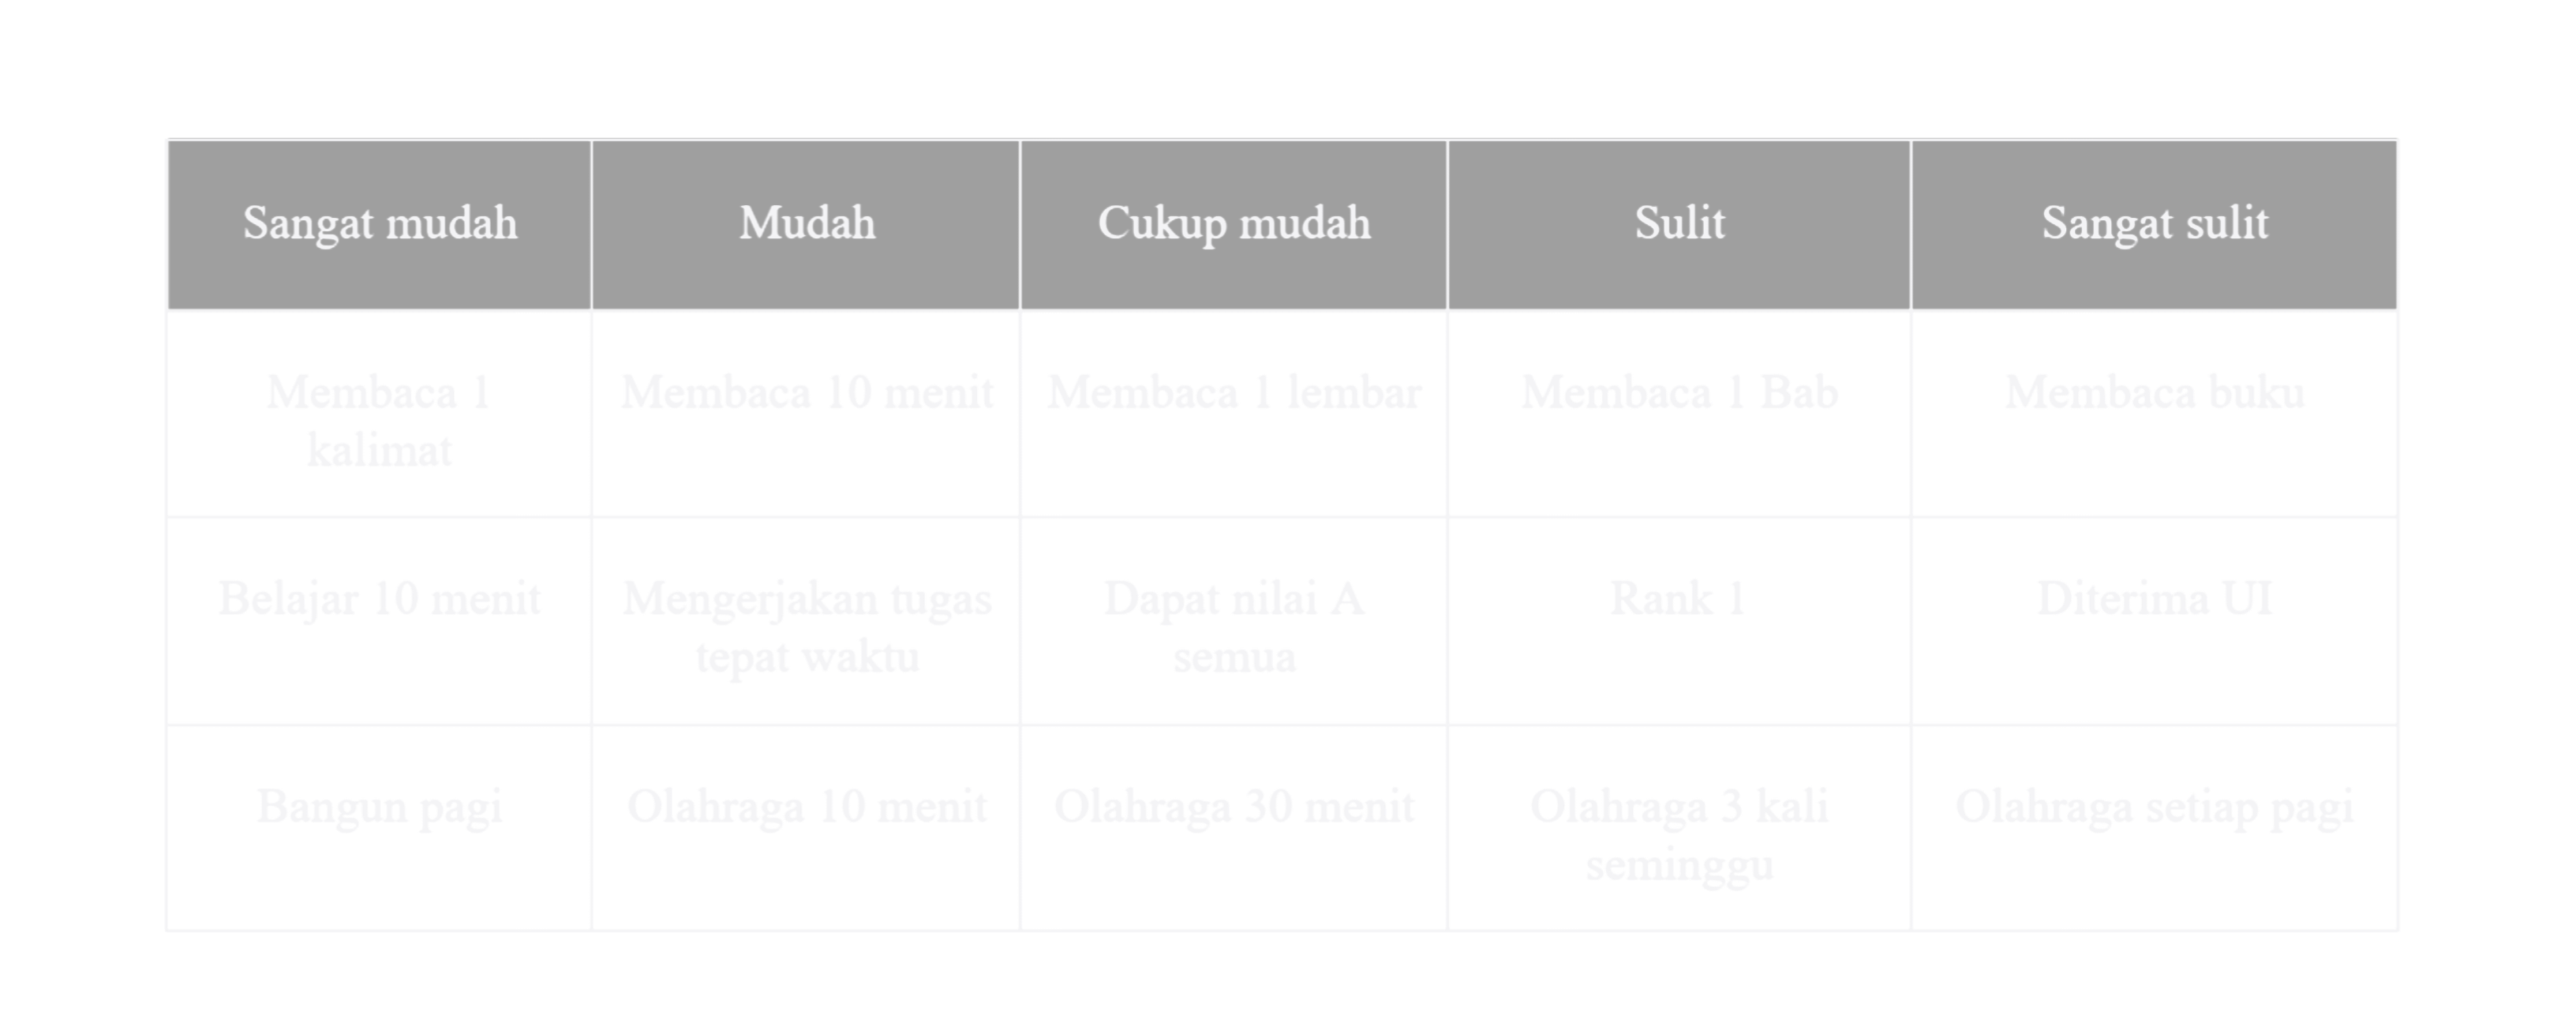 Sangat mudah
Mudah
Cukup mudah
Sulit
Sangat sulit
Membaca 1
kalimat
Membaca 10 menit
Membaca 1 lembar
Membaca 1 Bab
Membaca buku
Belajar 10 menit
Mengerjakan tugas
tepat waktu
Dapat nilai A
semua
Rank 1
Diterima UI
Bangun pagi
Olahraga 10 menit
Olahraga 30 menit
Olahraga 3 kali
seminggu
Olahraga setiap pagi